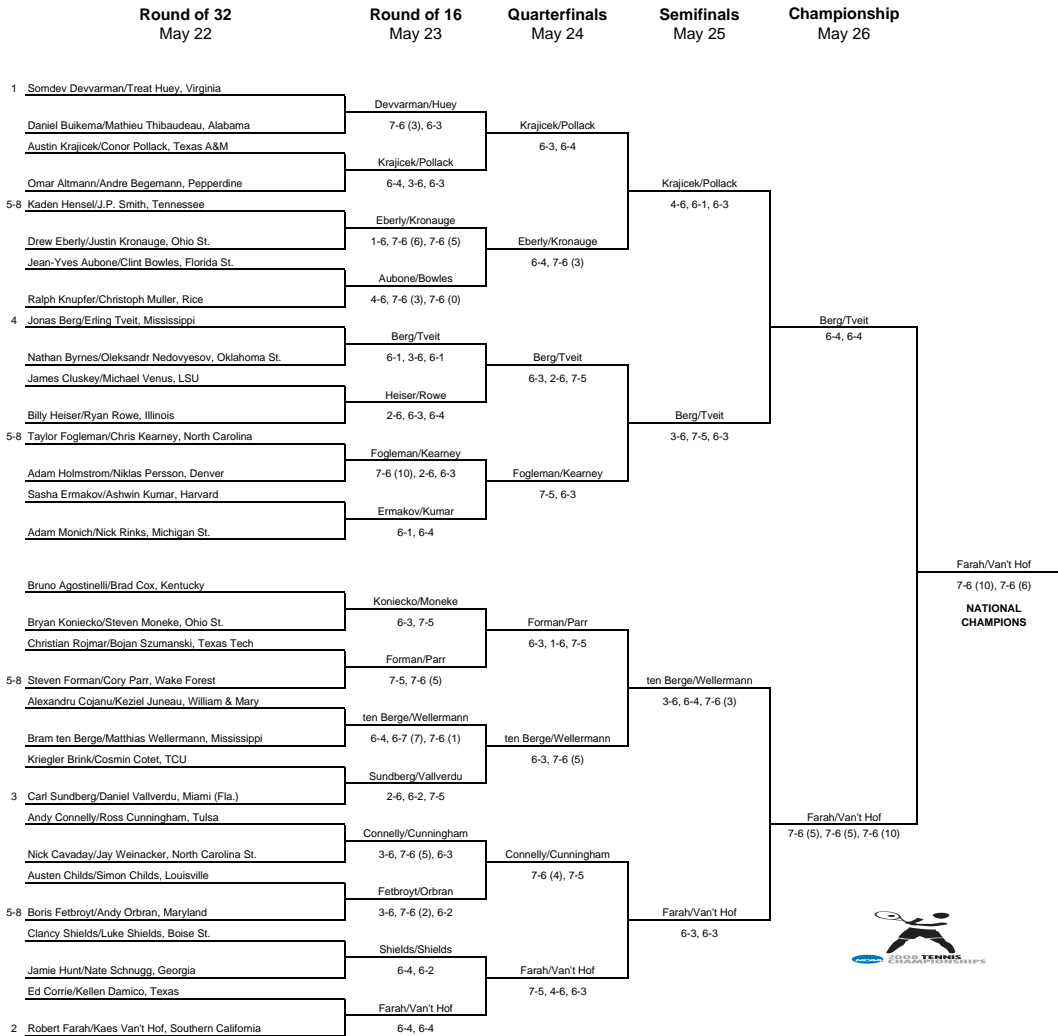 Round of 32 Round of 16 Quarterfinals Semifinals Championship
May 22 May 23 May 24 May 25 May 26
1 Somdev Devvarman/Treat Huey, Virginia
Devvarman/Huey
7-6 (3), 6-3
Daniel Buikema/Mathieu Thibaudeau, Alabama
Krajicek/Pollack
6-3, 6-4
Austin Krajicek/Conor Pollack, Texas A&M
Krajicek/Pollack
6-4, 3-6, 6-3
Omar Altmann/Andre Begemann, Pepperdine
Krajicek/Pollack
4-6, 6-1, 6-3
5-8 Kaden Hensel/J.P. Smith, Tennessee
Eberly/Kronauge
1-6, 7-6 (6), 7-6 (5)
Drew Eberly/Justin Kronauge, Ohio St.
Eberly/Kronauge
6-4, 7-6 (3)
Jean-Yves Aubone/Clint Bowles, Florida St.
Aubone/Bowles
4-6, 7-6 (3), 7-6 (0)
Ralph Knupfer/Christoph Muller, Rice
4 Jonas Berg/Erling Tveit, Mississippi
Berg/Tveit
6-4, 6-4
Berg/Tveit
6-1, 3-6, 6-1
Nathan Byrnes/Oleksandr Nedovyesov, Oklahoma St.
Berg/Tveit
6-3, 2-6, 7-5
James Cluskey/Michael Venus, LSU
Heiser/Rowe
2-6, 6-3, 6-4
Billy Heiser/Ryan Rowe, Illinois
Berg/Tveit
3-6, 7-5, 6-3
5-8 Taylor Fogleman/Chris Kearney, North Carolina
Fogleman/Kearney
7-6 (10), 2-6, 6-3
Adam Holmstrom/Niklas Persson, Denver
Fogleman/Kearney
7-5, 6-3
Sasha Ermakov/Ashwin Kumar, Harvard
Ermakov/Kumar
6-1, 6-4
Adam Monich/Nick Rinks, Michigan St.
Farah/Van't Hof
7-6 (10), 7-6 (6)
NATIONAL
CHAMPIONS
Bruno Agostinelli/Brad Cox, Kentucky
Koniecko/Moneke
6-3, 7-5
Bryan Koniecko/Steven Moneke, Ohio St.
Forman/Parr
6-3, 1-6, 7-5
Christian Rojmar/Bojan Szumanski, Texas Tech
Forman/Parr
7-5, 7-6 (5)
5-8 Steven Forman/Cory Parr, Wake Forest
ten Berge/Wellermann
3-6, 6-4, 7-6 (3)
Alexandru Cojanu/Keziel Juneau, William & Mary
ten Berge/Wellermann
6-4, 6-7 (7), 7-6 (1)
Bram ten Berge/Matthias Wellermann, Mississippi
ten Berge/Wellermann
6-3, 7-6 (5)
Kriegler Brink/Cosmin Cotet, TCU
Sundberg/Vallverdu
2-6, 6-2, 7-5
3 Carl Sundberg/Daniel Vallverdu, Miami (Fla.)
Andy Connelly/Ross Cunningham, Tulsa
Farah/Van't Hof
7-6 (5), 7-6 (5), 7-6 (10)
Connelly/Cunningham
3-6, 7-6 (5), 6-3
Nick Cavaday/Jay Weinacker, North Carolina St.
Connelly/Cunningham
7-6 (4), 7-5
Austen Childs/Simon Childs, Louisville
Fetbroyt/Orbran
3-6, 7-6 (2), 6-2
5-8 Boris Fetbroyt/Andy Orbran, Maryland
Farah/Van't Hof
6-3, 6-3
Clancy Shields/Luke Shields, Boise St.
Shields/Shields
6-4, 6-2
Jamie Hunt/Nate Schnugg, Georgia
Farah/Van't Hof
7-5, 4-6, 6-3
Ed Corrie/Kellen Damico, Texas
Farah/Van't Hof
6-4, 6-4
2 Robert Farah/Kaes Van't Hof, Southern California
NCAA 2008 TENNIS
CHAMPIONSHIPS